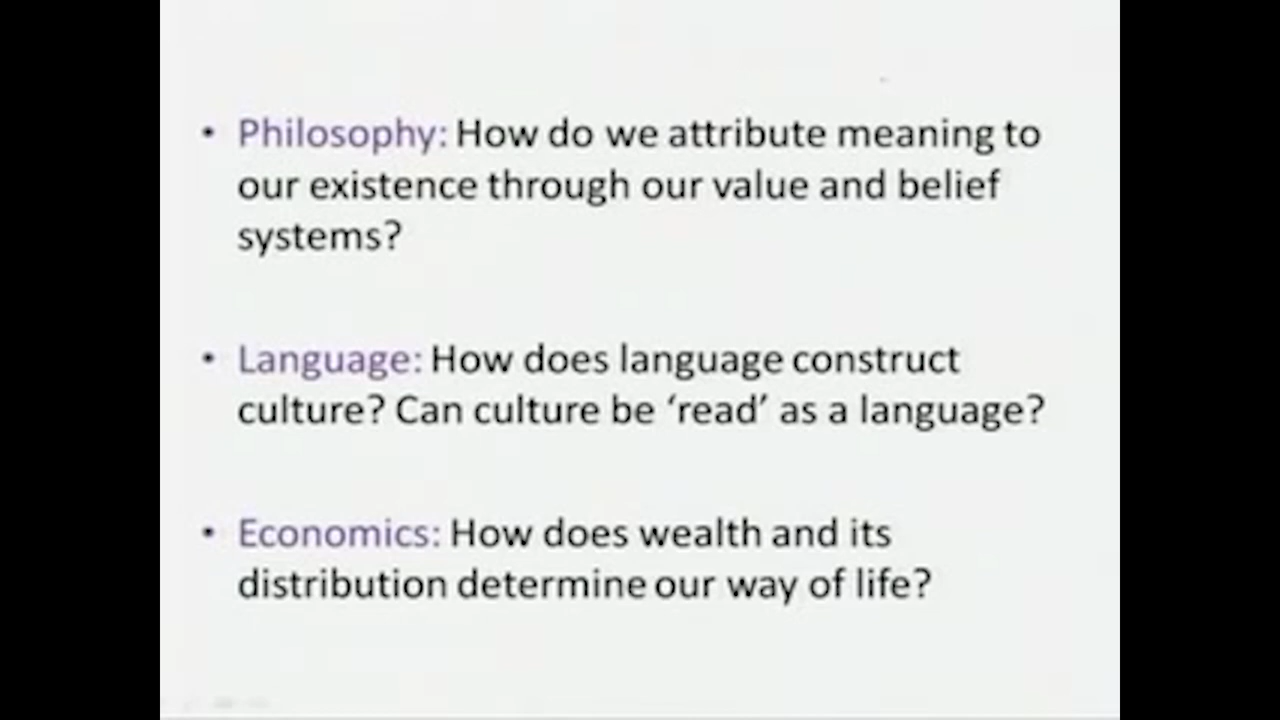 • Philosophy: How do we attribute meaning to
our existence through our value and belief
systems?
• Language: How does language construct
culture? Can culture be ‘read’ as a language?
• Economics: How does wealth and its
distribution determine our way of life?